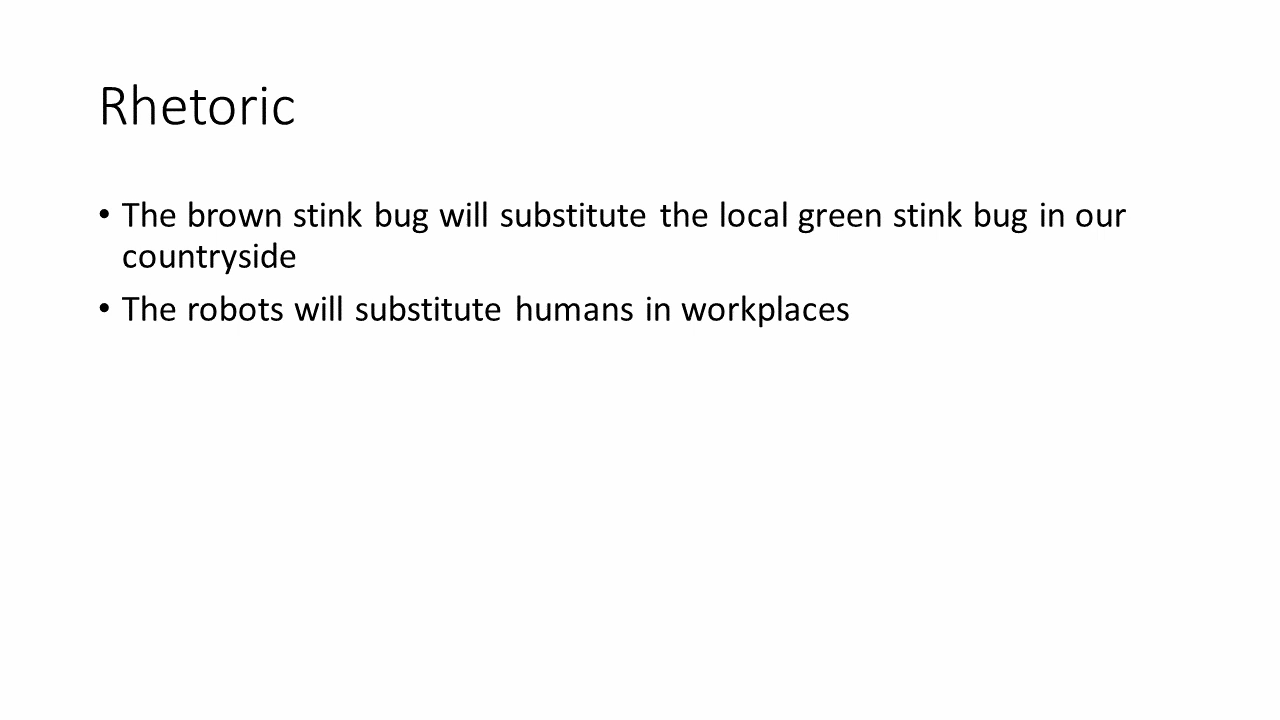 Rhetoric
• The brown stink bug will substitute the local green stink bug in our
countryside
• The robots will substitute humans in workplaces